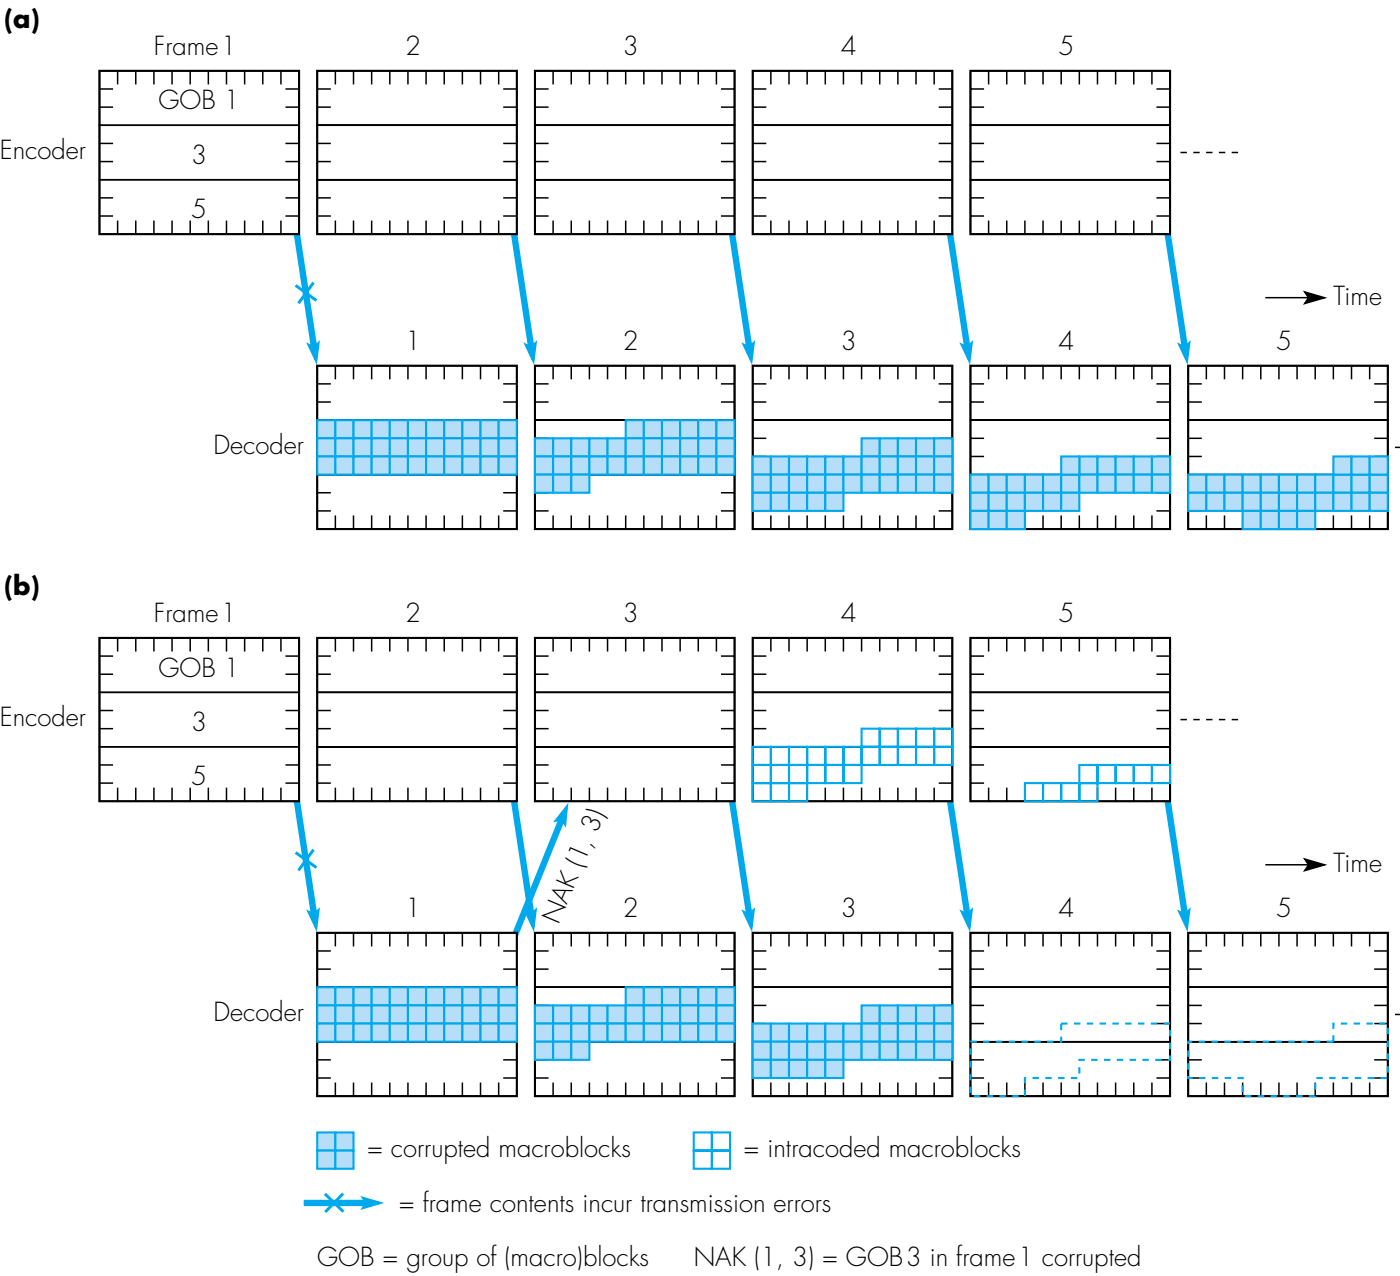 (a)
Frame 1 2 3 4 5
GOB 1
Encoder 3
5
Time
1 2 3 4 5
Decoder
(b)
Frame 1 2 3 4 5
GOB 1
Encoder 3
5
NAK (1, 3)
Time
1 2 3 4 5
Decoder
= corrupted macroblocks = intracoded macroblocks
= frame contents incur transmission errors
GOB = group of (macro)blocks NAK (1, 3) = GOB 3 in frame 1 corrupted